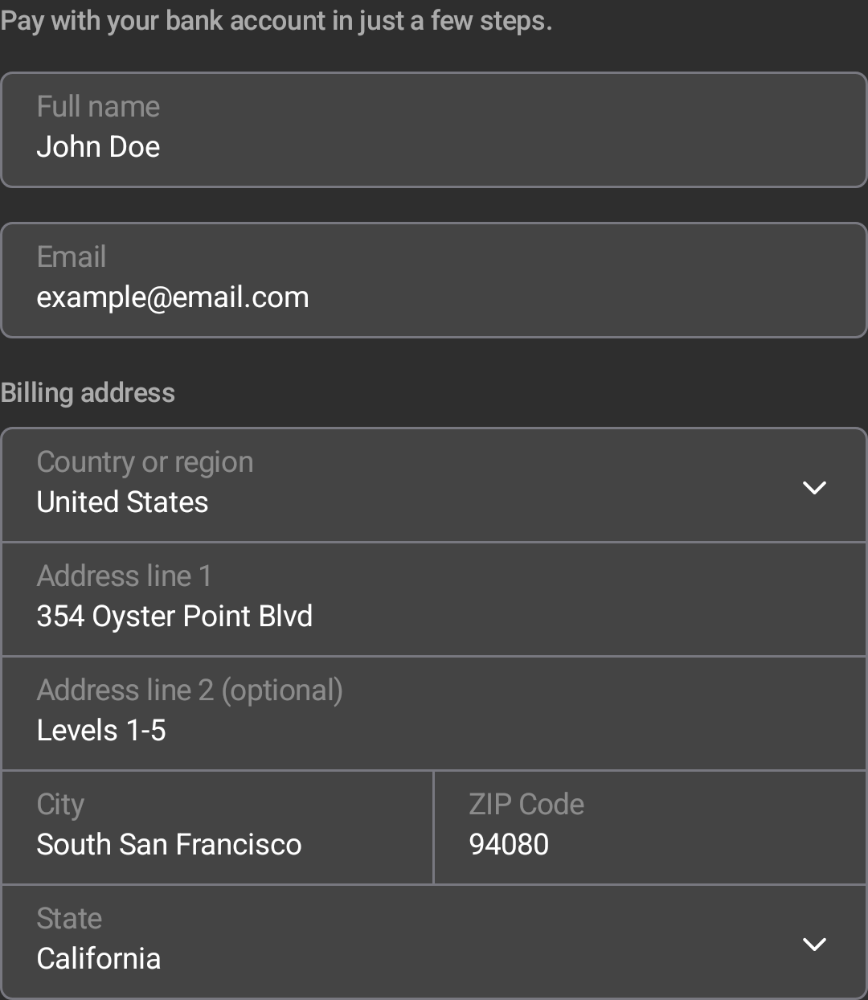 Pay with your bank account in just a few steps.
Full name
John Doe
Email
example@email.com
Billing address
Country or region
United States
Address line 1
354 Oyster Point Blvd
Address line 2 (optional)
Levels 1-5
City
South San Francisco
ZIP Code
94080
State
California